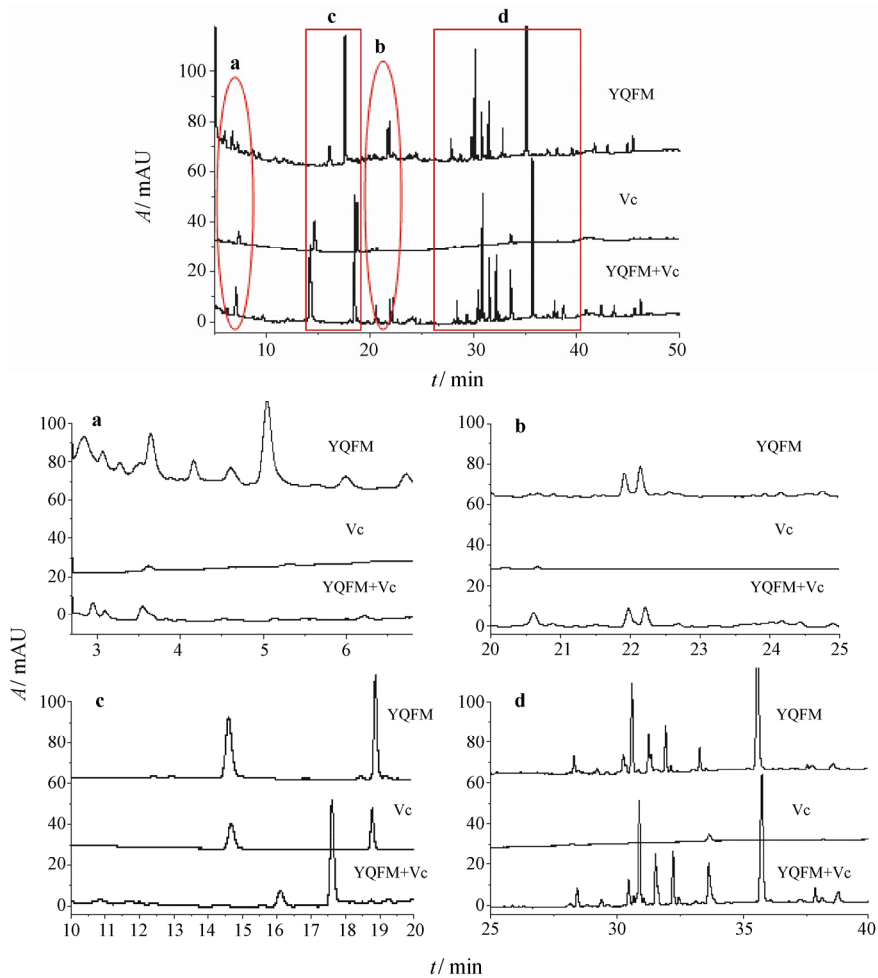 c
d
b
a
100
80
60
40
20
0
A/ mAU
YQFM
Vc
YQFM+Vc
10 20 30 40 50
t/ min
a
100
80
60
40
20
0
YQFM
Vc
YQFM+Vc
3 4 5 6
b
100
80
60
40
20
0
YQFM
Vc
YQFM+Vc
20 21 22 23 24 25
A/ mAU
c
100
80
60
40
20
0
YQFM
Vc
YQFM+Vc
10 11 12 13 14 15 16 17 18 19 20
d
100
80
60
40
20
0
YQFM
Vc
YQFM+Vc
25 30 35 40
t/ min